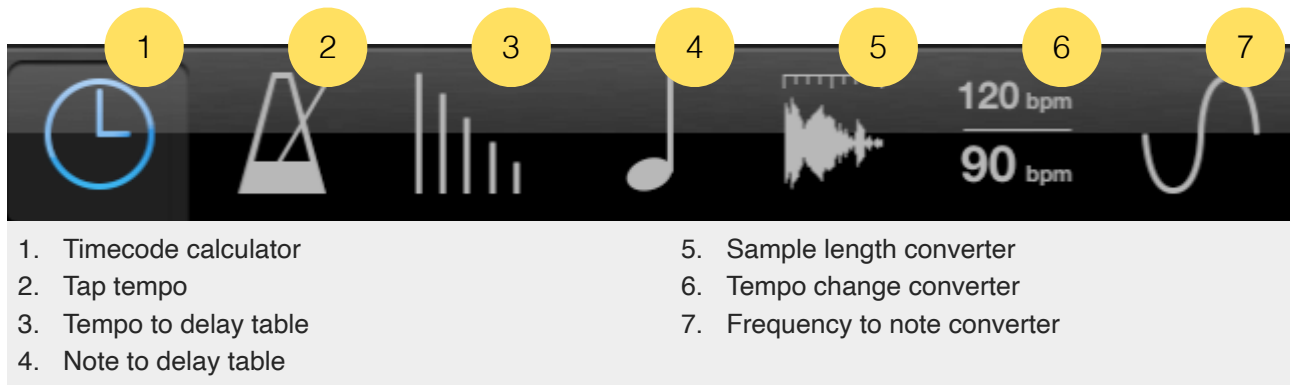 1 2 3 4 5 6 7
120 bpm
90 bpm
1. Timecode calculator
2. Tap tempo
3. Tempo to delay table
4. Note to delay table
5. Sample length converter
6. Tempo change converter
7. Frequency to note converter